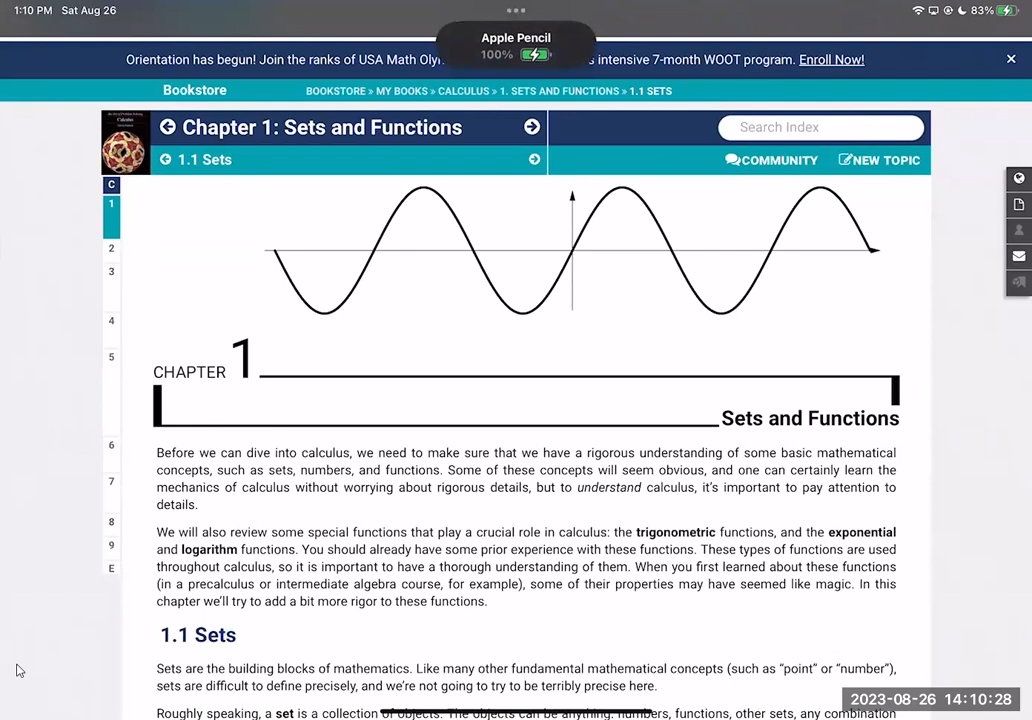 1:10 PM Sat Aug 26
83%
Apple Pencil
100%
Orientation has begun! Join the ranks of USA Math Oly s intensive 7-month WOOT program. Enroll Now!
Bookstore
BOOKSTORE » MY BOOKS » CALCULUS » 1. SETS AND FUNCTIONS » 1.1 SETS
Chapter 1: Sets and Functions
Search Index
1.1 Sets
COMMUNITY
NEW TOPIC
C
1
2
3
4
5
6
7
8
9
E
CHAPTER 1
Sets and Functions
Before we can dive into calculus, we need to make sure that we have a rigorous understanding of some basic mathematical
concepts, such as sets, numbers, and functions. Some of these concepts will seem obvious, and one can certainly learn the
mechanics of calculus without worrying about rigorous details, but to understand calculus, it's important to pay attention to
details.
We will also review some special functions that play a crucial role in calculus: the trigonometric functions, and the exponential
and logarithm functions. You should already have some prior experience with these functions. These types of functions are used
throughout calculus, so it is important to have a thorough understanding of them. When you first learned about these functions
(in a precalculus or intermediate algebra course, for example), some of their properties may have seemed like magic. In this
chapter we'll try to add a bit more rigor to these functions.
1.1 Sets
Sets are the building blocks of mathematics. Like many other fundamental mathematical concepts (such as "point" or "number"),
sets are difficult to define precisely, and we're not going to try to be terribly precise here.
Roughly speaking, a set is a collection of objects. The objects can be anything: numbers, functions, other sets, any combination
2023-08-26 14:10:28